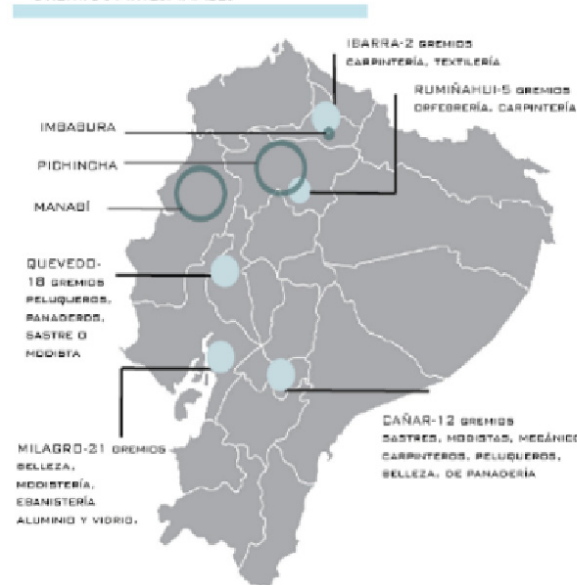 IBARRA-2 GREMIOS
CARPINTERÍA, TEXTILERÍA
RUMIÑAHUI-5 GREMIOS
ORFEBRERÍA, CARPINTERÍA
IMBABURA
PICHINCHA
MANABÍ
QUEVEDO-
18 GREMIOS
PELUQUEROS,
PANADEROS,
SASTRE O
MODISTA
MILAGRO-21 GREMIOS
BELLEZA,
MODISTERÍA,
EBANISTERÍA
ALUMINIO Y VIDRIO.
CAÑAR-12 GREMIOS
SASTRES, MODISTAS, MECÁNICO
CARPINTEROS, PELUQUEROS,
BELLEZA, DE PANADERÍA